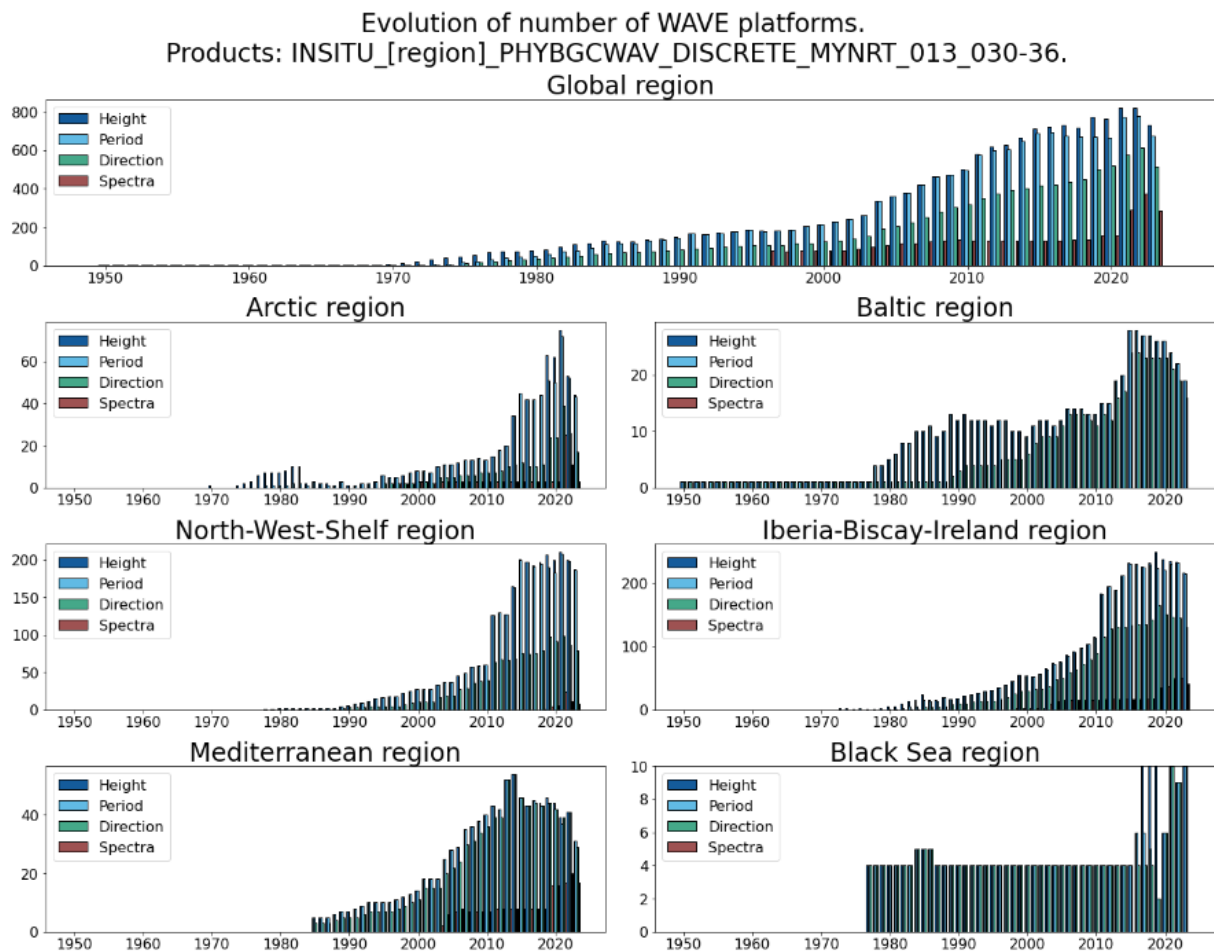 Evolution of number of WAVE platforms.
Products: INSITU_[region]_PHYBGCWAV_DISCRETE_MYNRT_013_030-36.
Global region
800
600
400
200
0
Height
Period
Direction
Spectra
1950 1960 1970 1980 1990 2000 2010 2020
Arctic region
60
40
20
0
Height
Period
Direction
Spectra
1950 1960 1970 1980 1990 2000 2010 2020
Baltic region
20
10
0
Height
Period
Direction
Spectra
1950 1960 1970 1980 1990 2000 2010 2020
North-West-Shelf region
200
150
100
50
0
Height
Period
Direction
Spectra
1950 1960 1970 1980 1990 2000 2010 2020
Iberia-Biscay-Ireland region
200
100
0
Height
Period
Direction
Spectra
1950 1960 1970 1980 1990 2000 2010 2020
Mediterranean region
40
20
0
Height
Period
Direction
Spectra
1950 1960 1970 1980 1990 2000 2010 2020
Black Sea region
10
8
6
4
2
0
Height
Period
Direction
Spectra
1950 1960 1970 1980 1990 2000 2010 2020